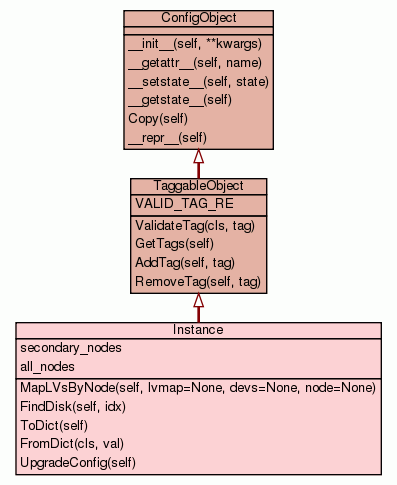 ConfigObject
__init__(self, **kwargs)
__getattr__(self, name)
__setstate__(self, state)
__getstate__(self)
Copy(self)
__repr__(self)
TaggableObject
VALID_TAG_RE
ValidateTag(cls, tag)
GetTags(self)
AddTag(self, tag)
RemoveTag(self, tag)
Instance
secondary_nodes
all_nodes
MapLVsByNode(self, lvmap=None, devs=None, node=None)
FindDisk(self, idx)
ToDict(self)
FromDict(cls, val)
UpgradeConfig(self)